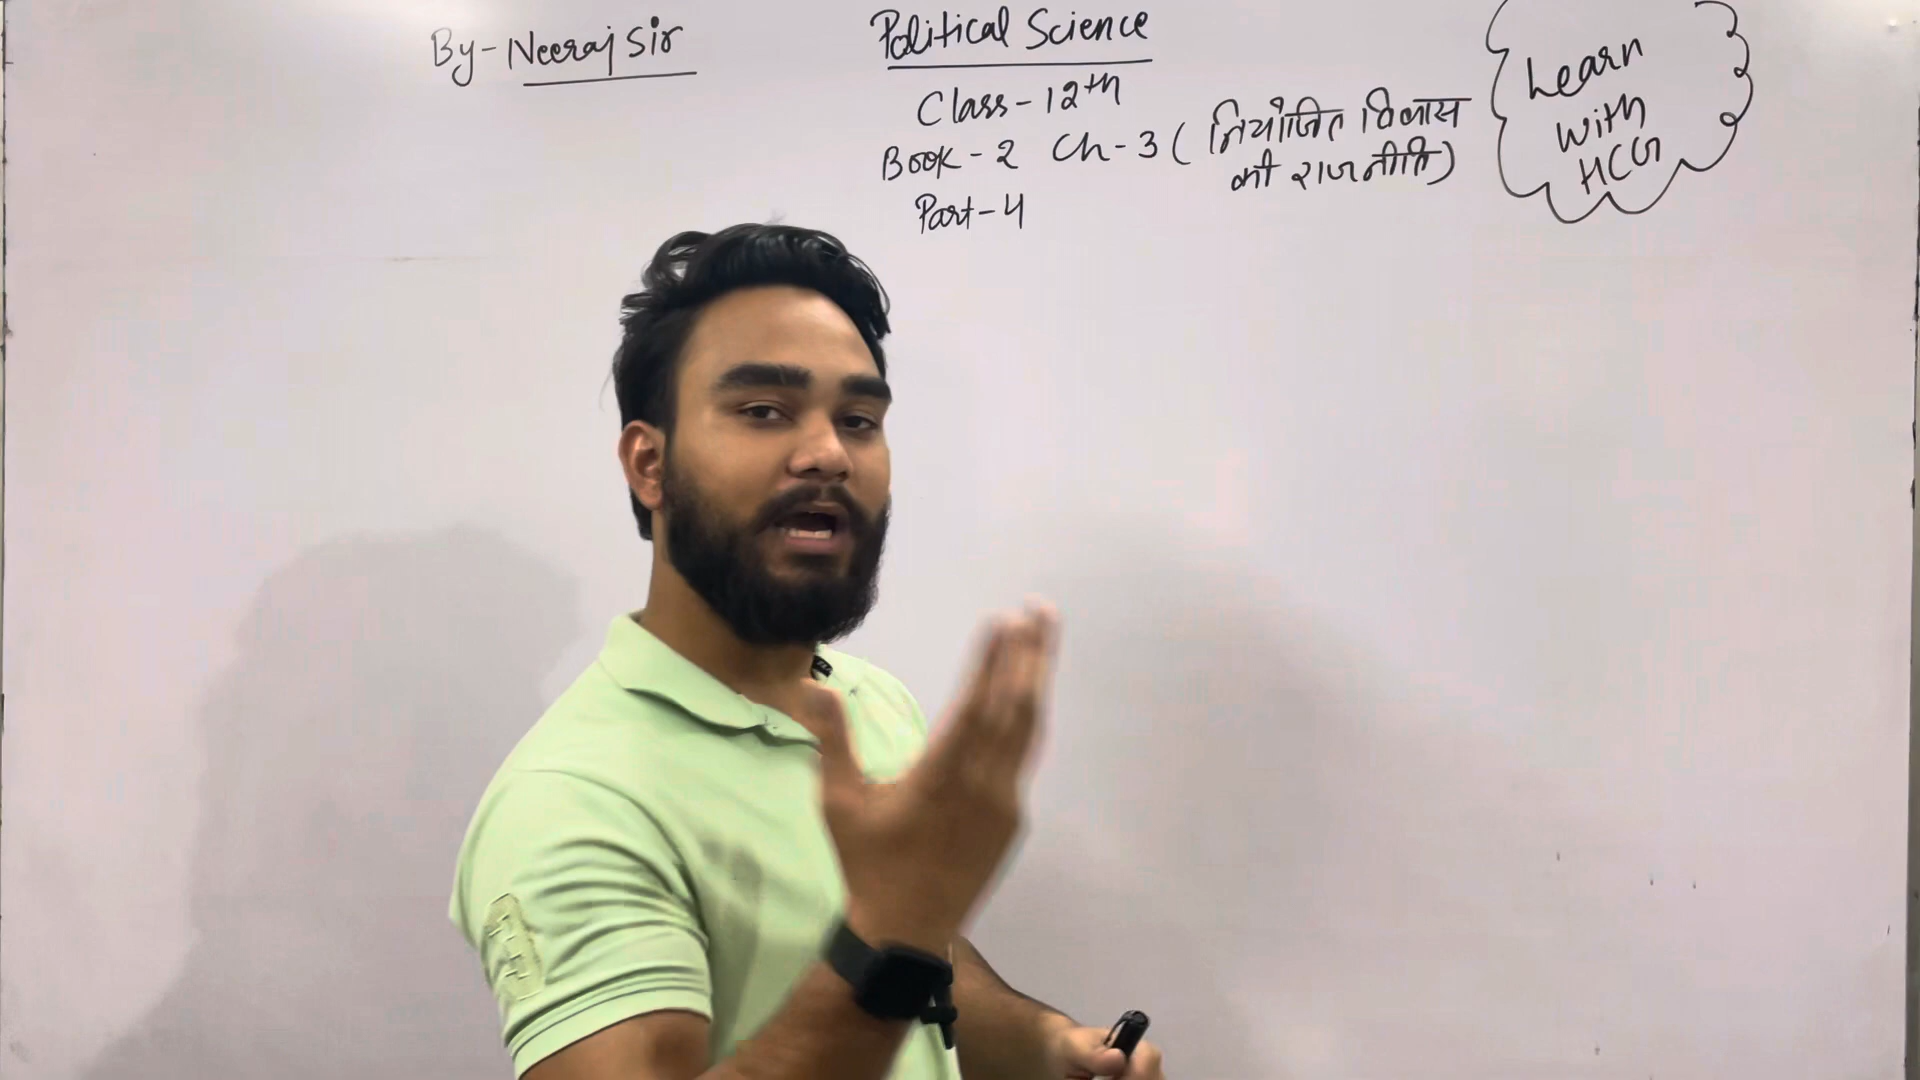 By- Neeraj Sir
Political Science
Class - 12th
Book - 2 Ch - 3 ( नियोजित विकास
की राजनीति)
Part - 4
Learn
with
HCG